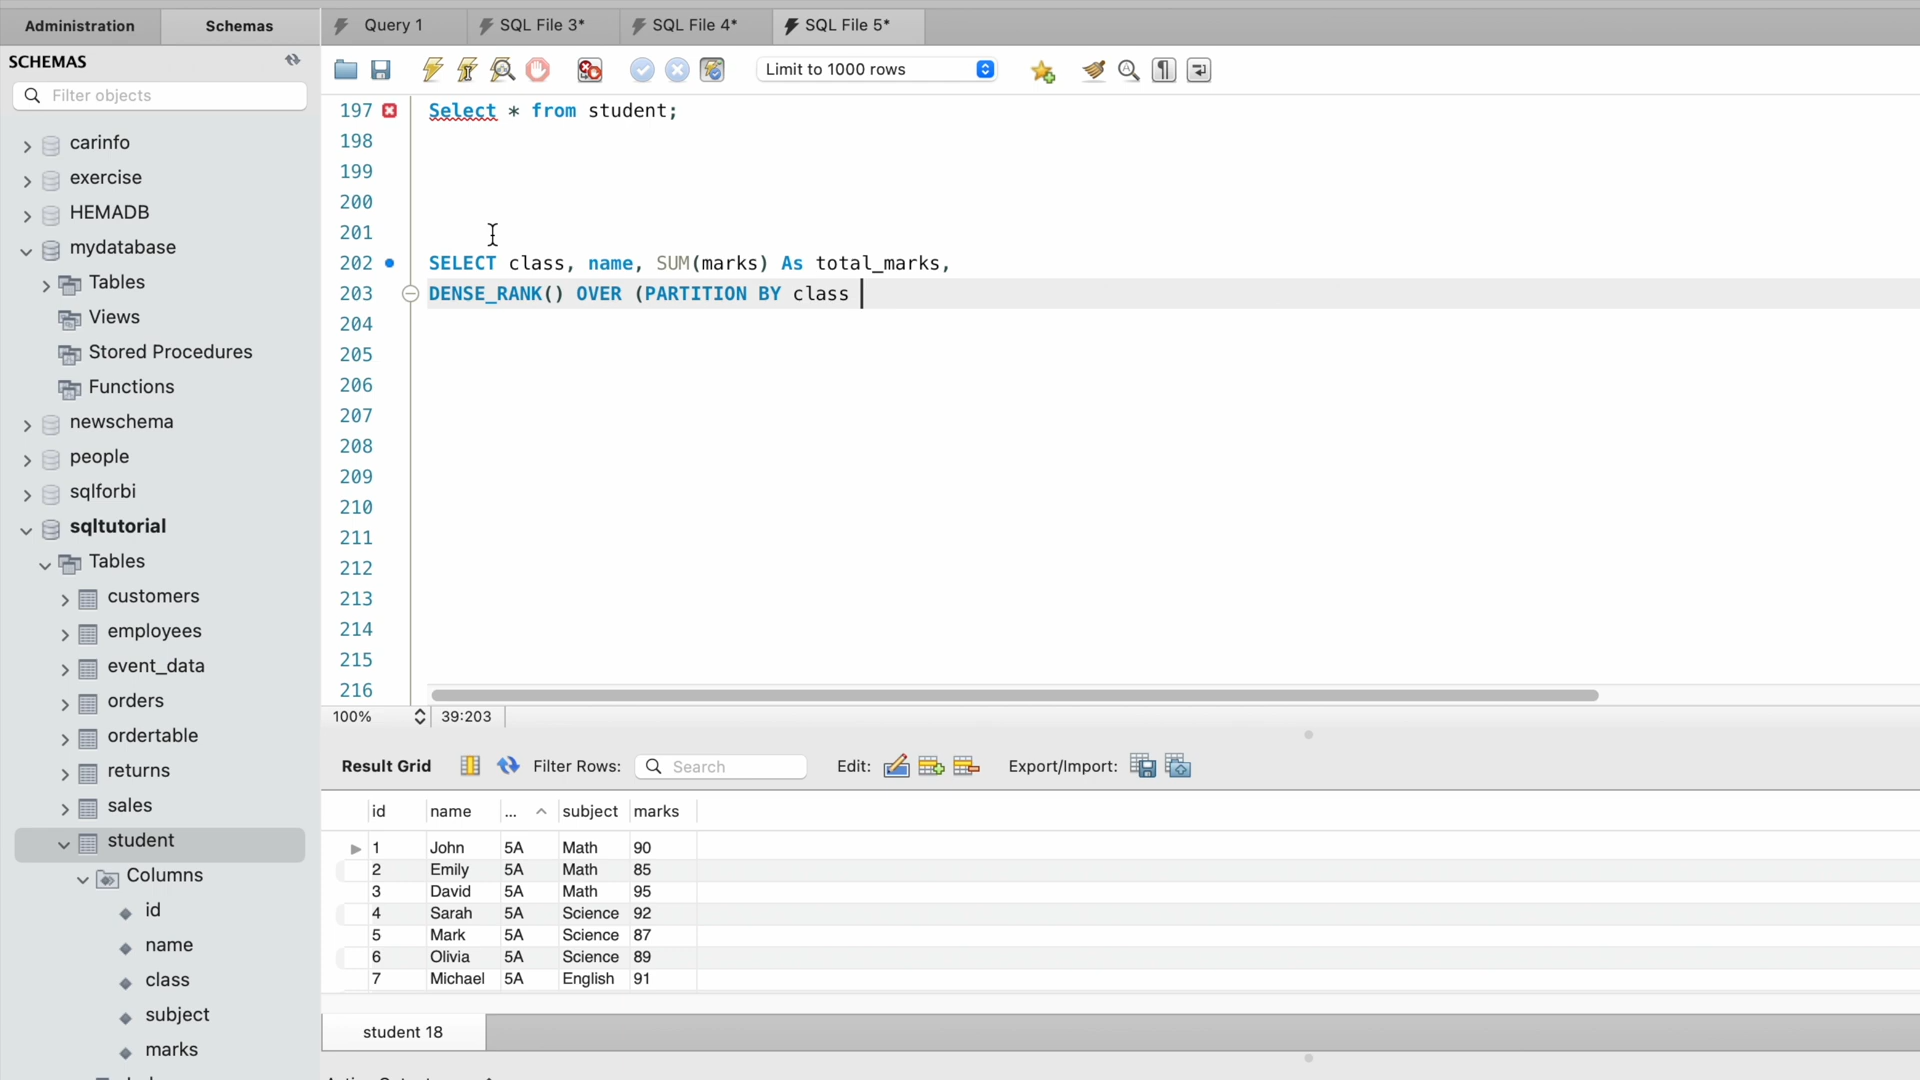 Administration
Schemas
Query 1
SQL File 3*
SQL File 4*
SQL File 5*
SCHEMAS
Filter objects
Limit to 1000 rows
carinfo
exercise
HEMADB
mydatabase
Tables
Views
Stored Procedures
Functions
newschema
people
sqlforbi
sqltutorial
Tables
customers
employees
event_data
orders
ordertable
returns
sales
student
Columns
id
name
class
subject
marks
197 Select * from student;
198
199
200
201
202 SELECT class, name, SUM(marks) As total_marks,
203 DENSE_RANK() OVER (PARTITION BY class
204
205
206
207
208
209
210
211
212
213
214
215
216
100% 39:203
Result Grid Filter Rows: Search Edit: Export/Import:
id name ... subject marks
1 John 5A Math 90
2 Emily 5A Math 85
3 David 5A Math 95
4 Sarah 5A Science 92
5 Mark 5A Science 87
6 Olivia 5A Science 89
7 Michael 5A English 91
student 18